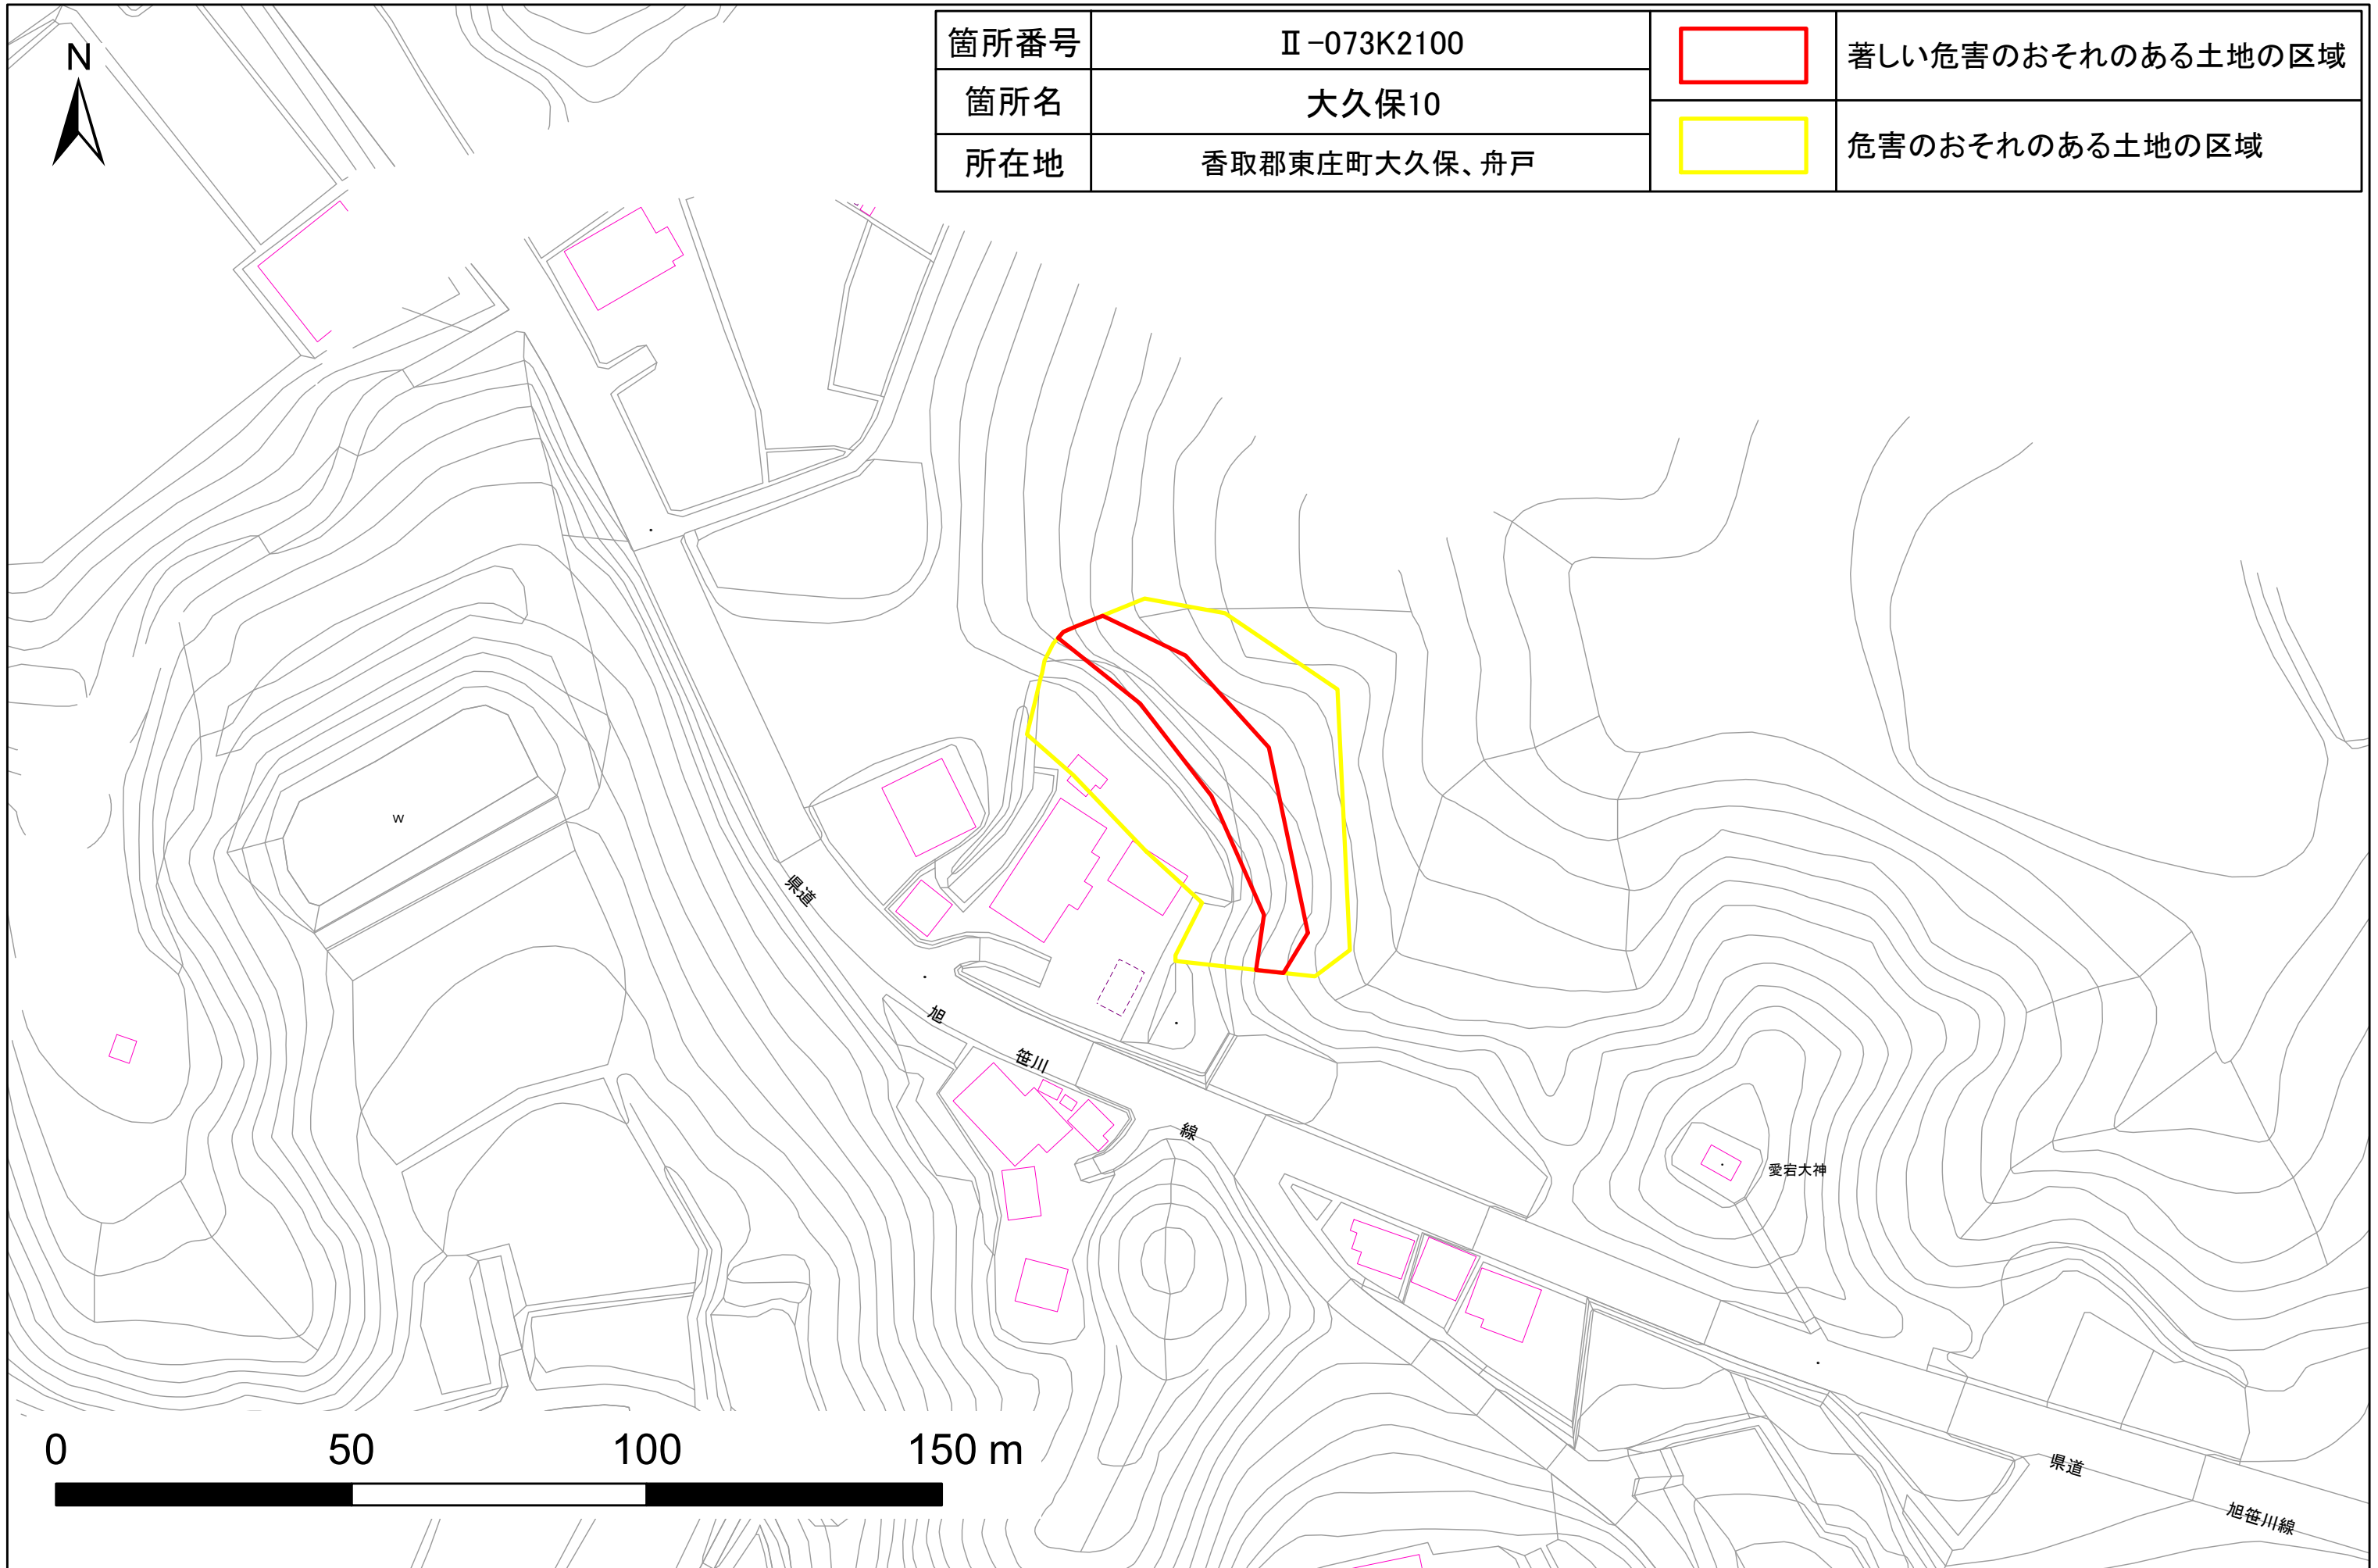 N
箇所番号 Ⅱ-073K2100
箇所名 大久保10
所在地 香取郡東庄町大久保、舟戸
著しい危害のおそれのある土地の区域
危害のおそれのある土地の区域
W
県道
旭
笹川
線
愛宕大神
県道
旭笹川線
0 50 100 150 m